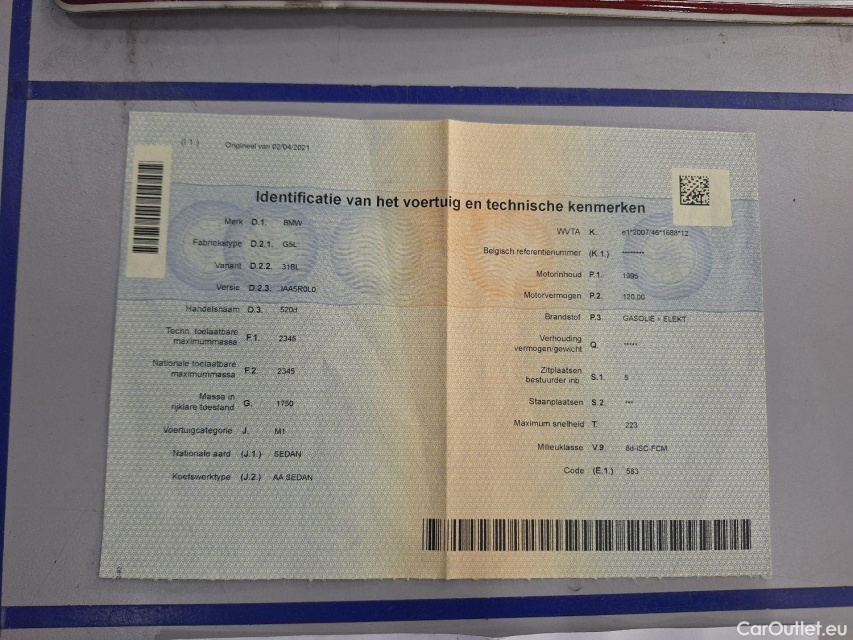 (I 1.) Origineel van 02/04/2021
Identificatie van het voertuig en technische kenmerken
Merk D.1. BMW
Fabriekstype D.2.1. G5L
Variant D.2.2. 31BL
Versie D.2.3. IAA5R0L0
Handelsnaam D.3. 520d
Techn. toelaatbare
maximummassa F.1. 2345
Nationale toelaatbare
maximummassa F.2. 2345
Massa in
rijklare toestand G. 1750
Voertuigcategorie J. M1
Nationale aard (J.1.) SEDAN
Koetswerktype (J.2.) AA SEDAN
WVTA K. e1*2007/46*1688*12
Belgisch referentienummer (K.1.) ********
Motorinhoud P.1. 1995
Motorvermogen P.2. 120.00
Brandstof P.3. GASOLIE + ELEKT
Verhouding
vermogen/gewicht Q. *****
Zitplaatsen
bestuurder inb. S.1. 5
Staanplaatsen S.2. ***
Maximum snelheid T. 223
Milieuklasse V.9. 6d-ISC-FCM
Code (E.1.) 583
CarOutlet.eu